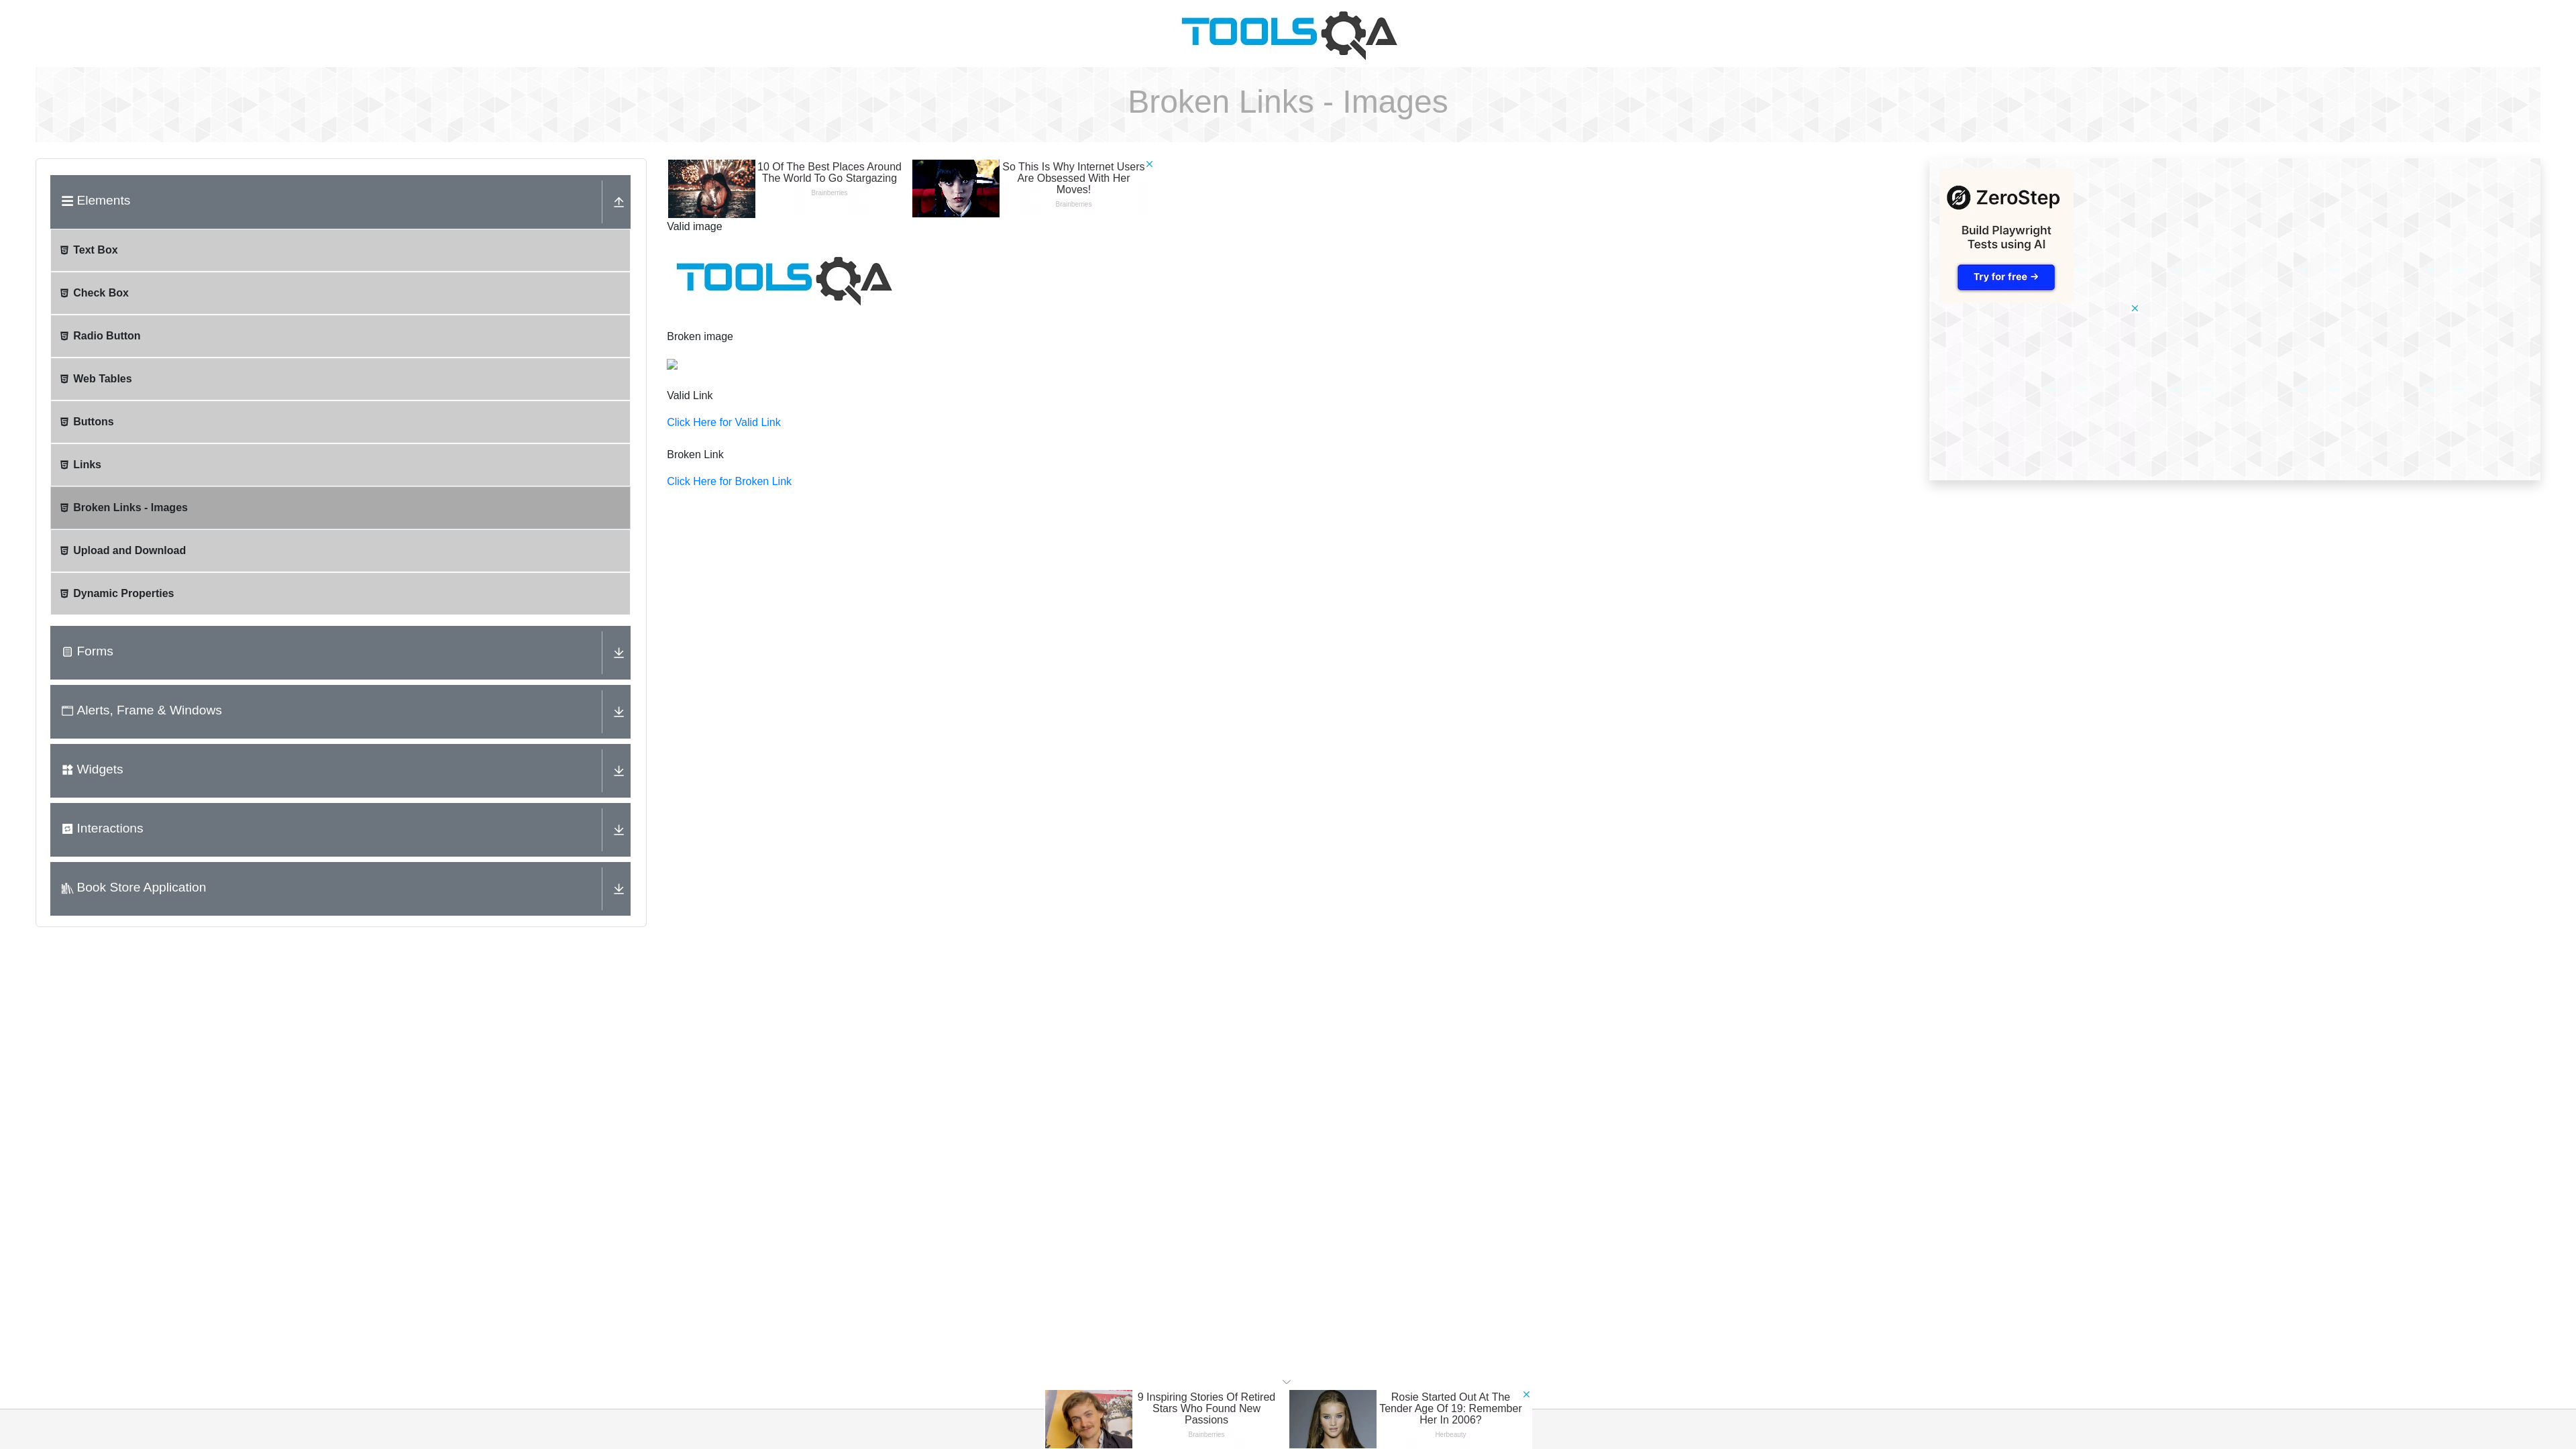 TOOLSQA
Broken Links - Images
Elements
Text Box
Check Box
Radio Button
Web Tables
Buttons
Links
Broken Links - Images
Upload and Download
Dynamic Properties
Forms
Alerts, Frame & Windows
Widgets
Interactions
Book Store Application
10 Of The Best Places Around
The World To Go Stargazing
Brainberries
So This Is Why Internet Users
Are Obsessed With Her
Moves!
Brainberries
Valid image
TOOLSQA
Broken image
Valid Link
Click Here for Valid Link
Broken Link
Click Here for Broken Link
ZeroStep
Build Playwright
Tests using AI
Try for free →
9 Inspiring Stories Of Retired
Stars Who Found New
Passions
Brainberries
Rosie Started Out At The
Tender Age Of 19: Remember
Her In 2006?
Herbeauty